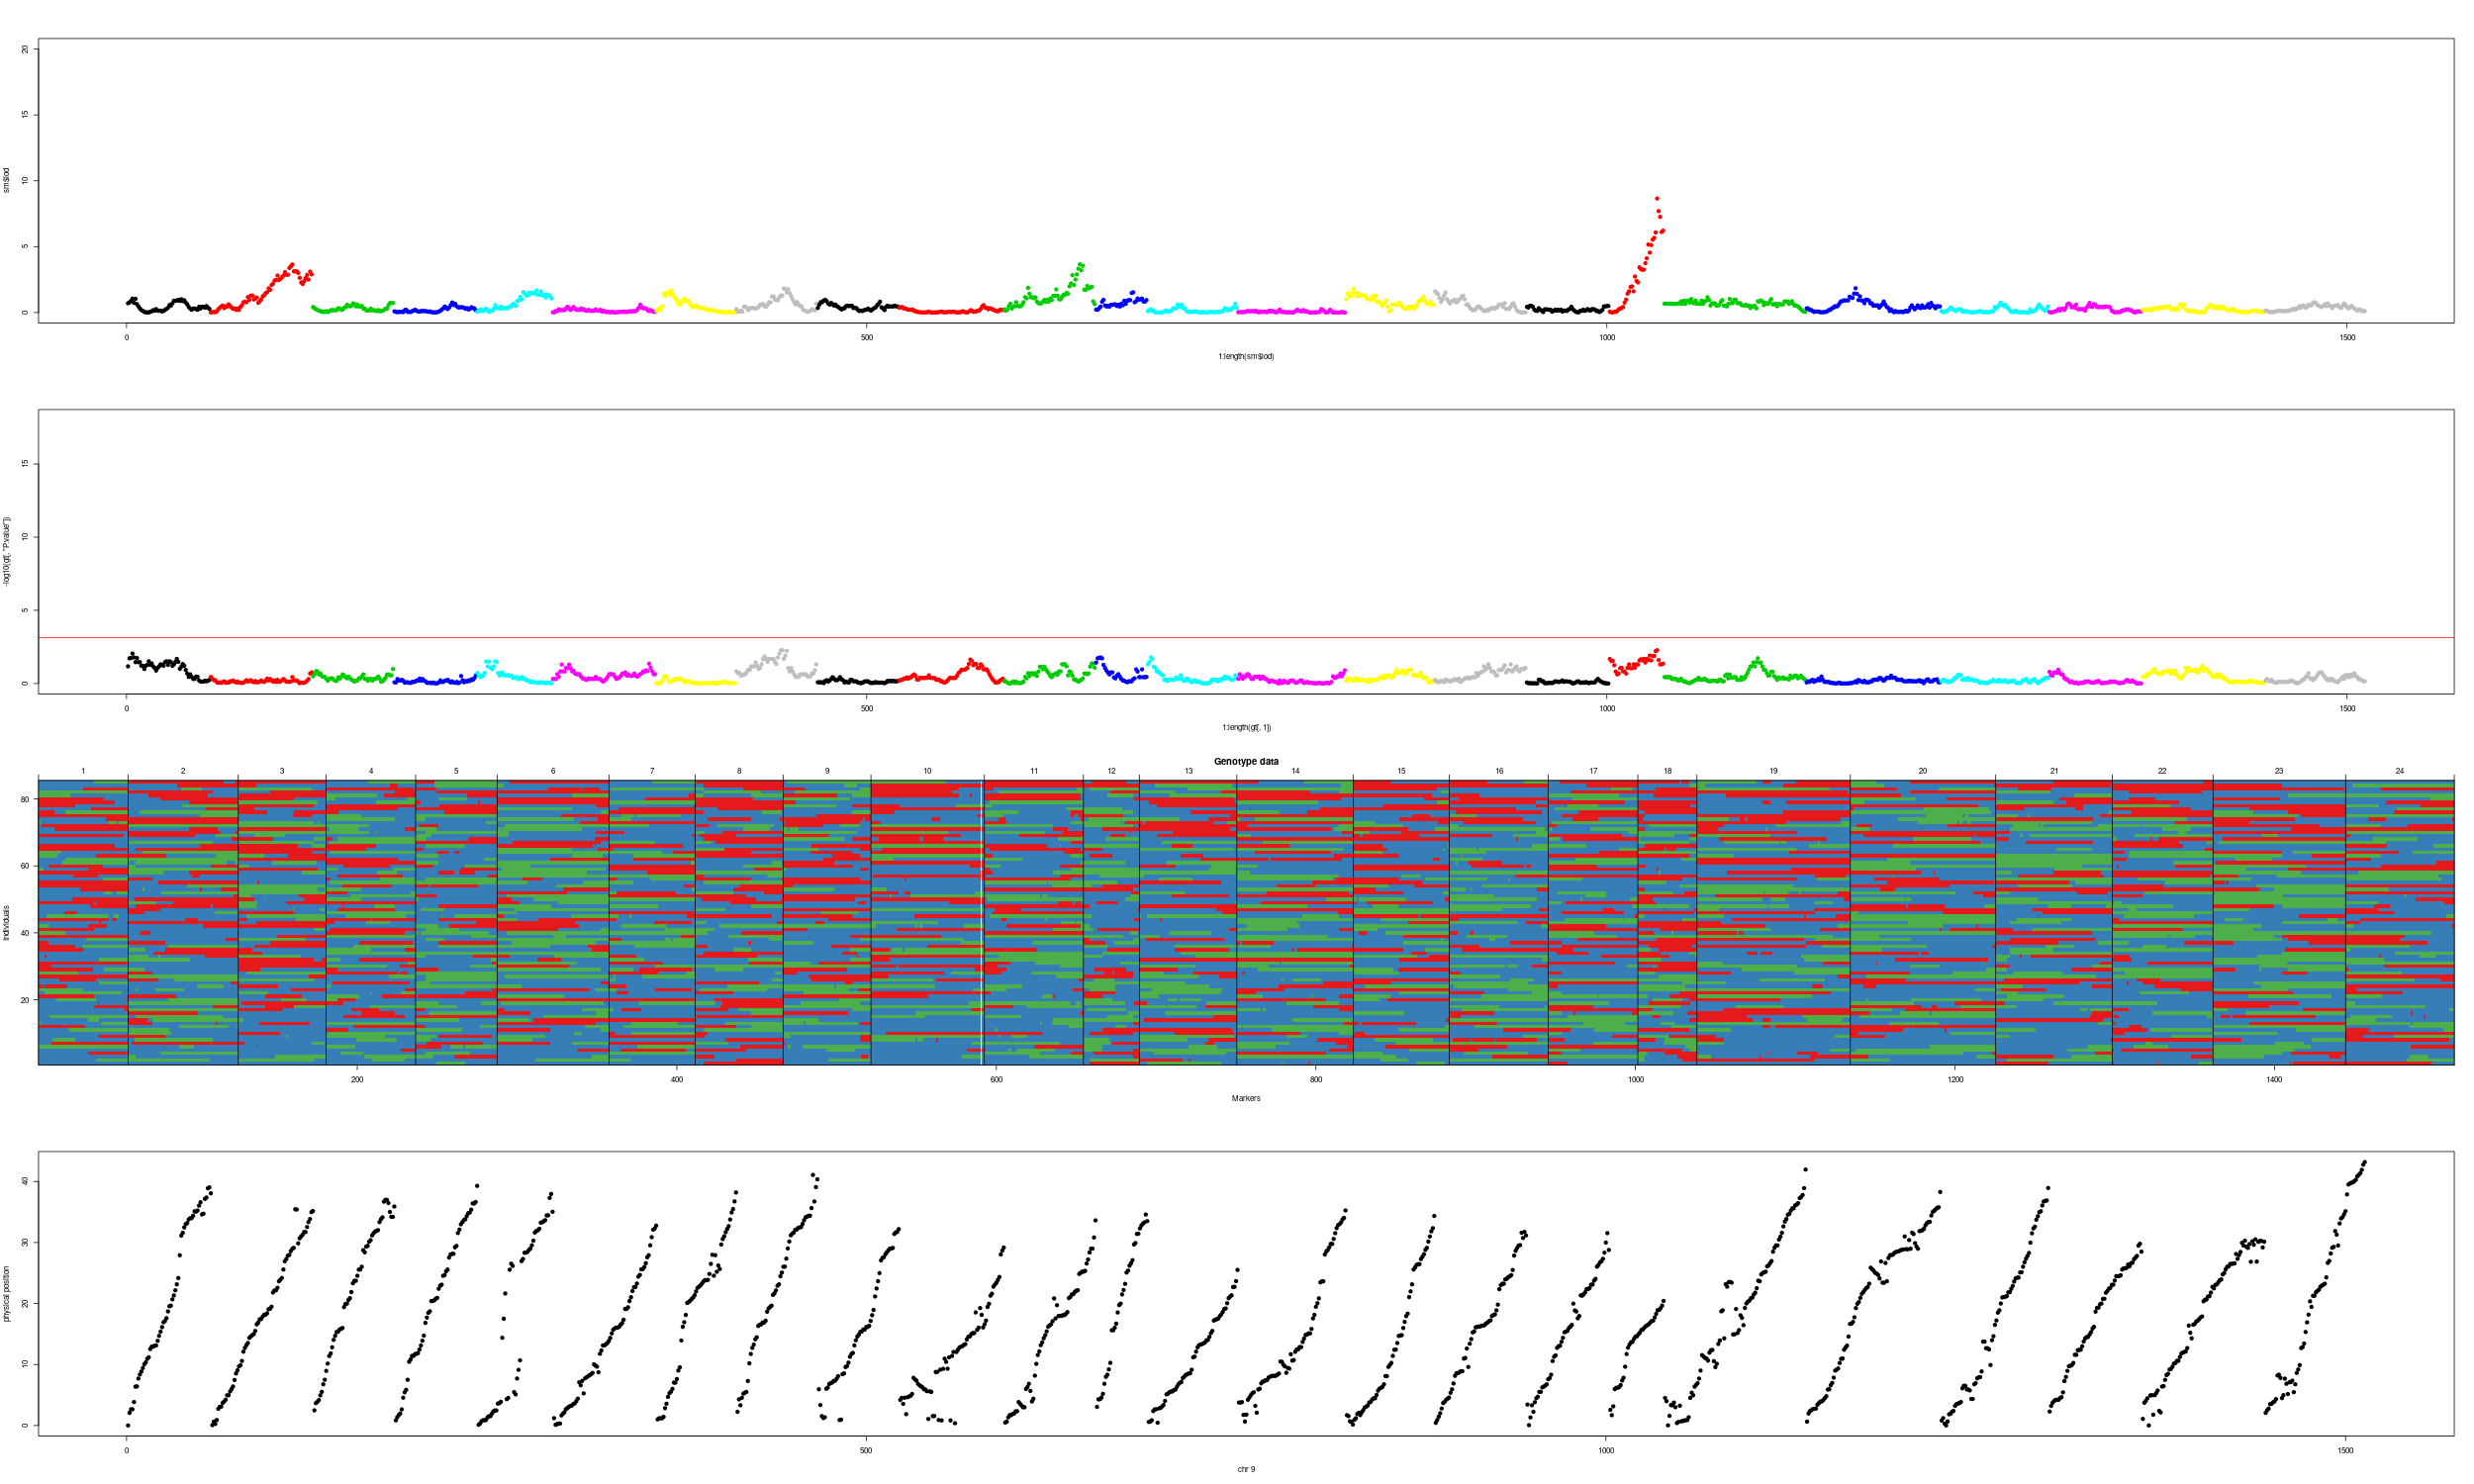 20
15
10
5
0
sm$lod
0 500 1000 1500
1:length(sm$lod)
15
10
5
0
-log10(gt[, "P.value"])
0 500 1000 1500
1:length(gt[, 1])
Genotype data
1 2 3 4 5 6 7 8 9 10 11 12 13 14 15 16 17 18 19 20 21 22 23 24
80
60
40
20
Individuals
200 400 600 800 1000 1200 1400
Markers
40
30
20
10
0
physical position
0 500 1000 1500
chr 9